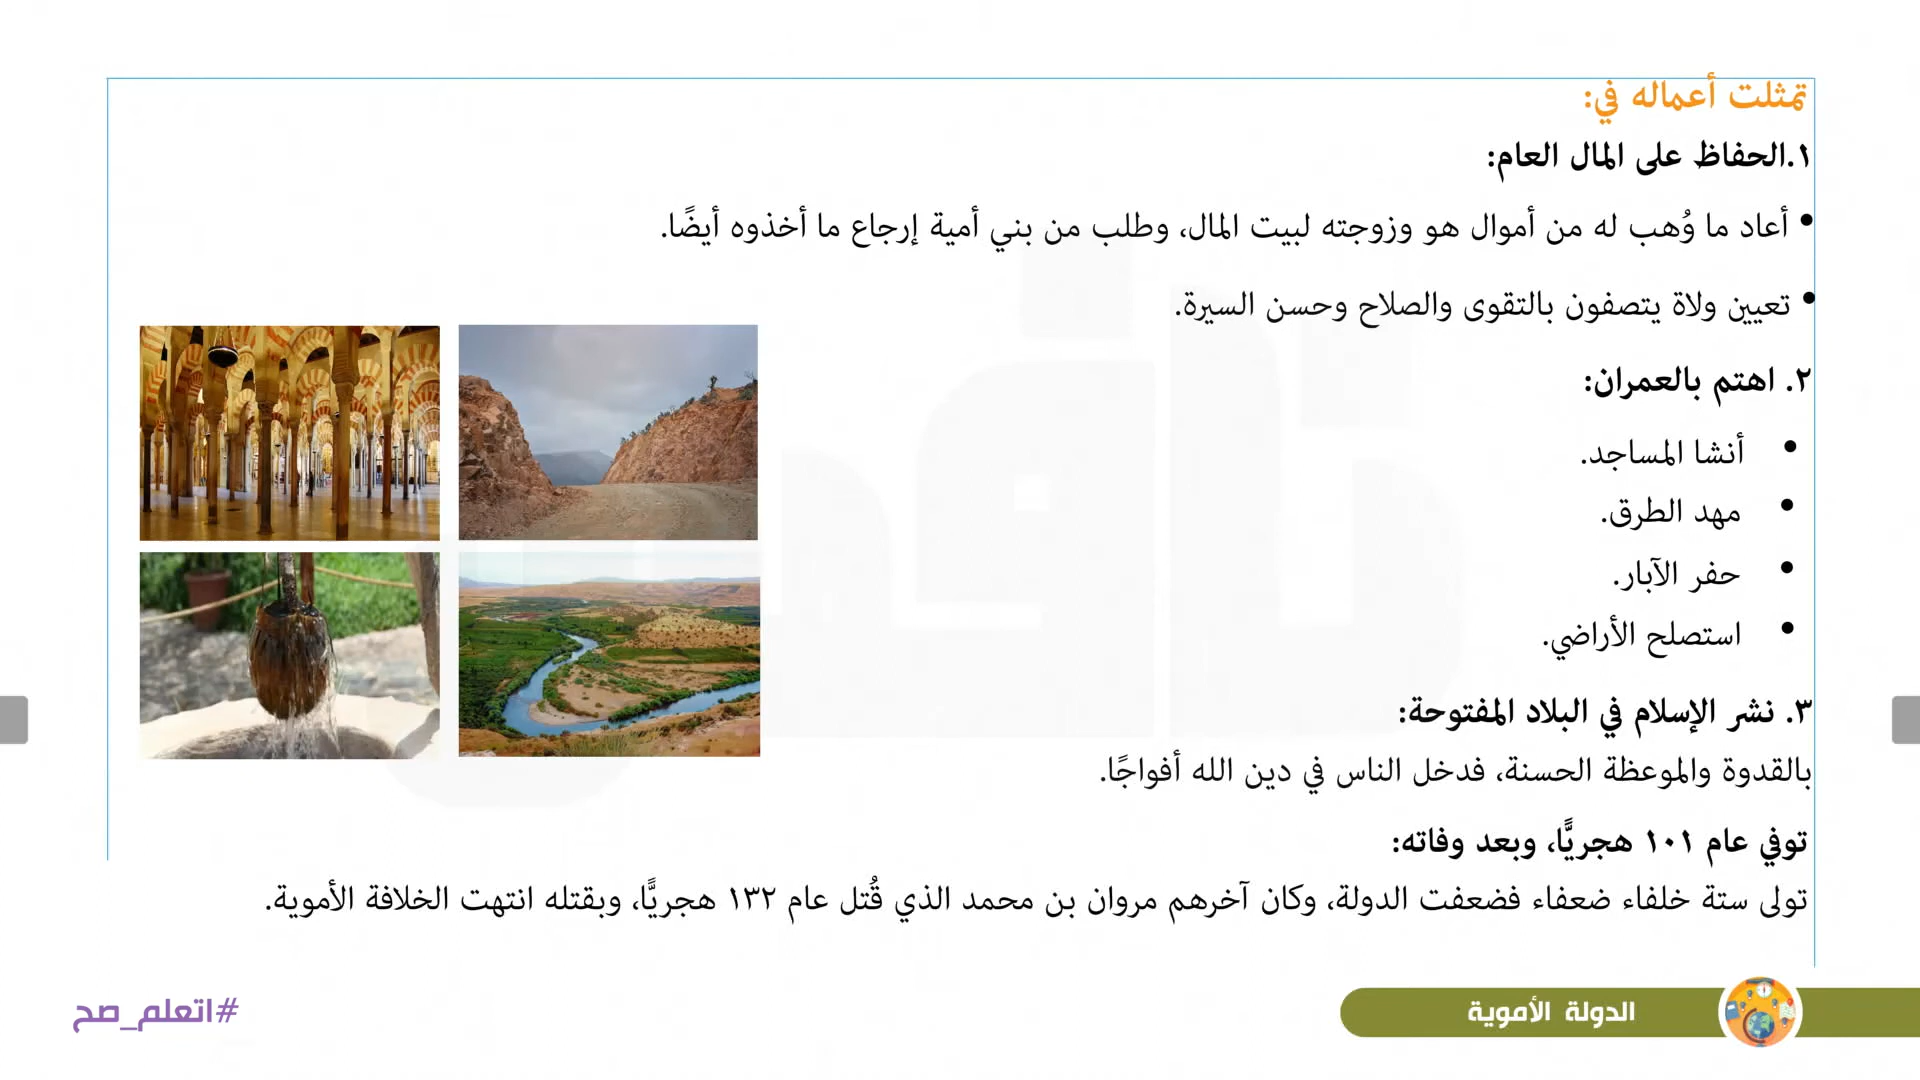 تمثلت أعماله في:
١.الحفاظ على المال العام:
• أعاد ما وُهب له من أموال هو وزوجته لبيت المال، وطلب من بني أمية إرجاع ما أخذوه أيضًا.
• تعيين ولاة يتصفون بالتقوى والصلاح وحسن السيرة.
٢. اهتم بالعمران:
• أنشا المساجد.
• مهد الطرق.
• حفر الآبار.
• استصلح الأراضي.
٣. نشر الإسلام في البلاد المفتوحة:
بالقدوة والموعظة الحسنة، فدخل الناس في دين الله أفواجًا.
توفي عام ١٠١ هجريًّا، وبعد وفاته:
تولى ستة خلفاء ضعفاء فضعفت الدولة، وكان آخرهم مروان بن محمد الذي قُتل عام ١٣٢ هجريًّا، وبقتله انتهت الخلافة الأموية.
الدولة الأموية
#اتعلم_صح